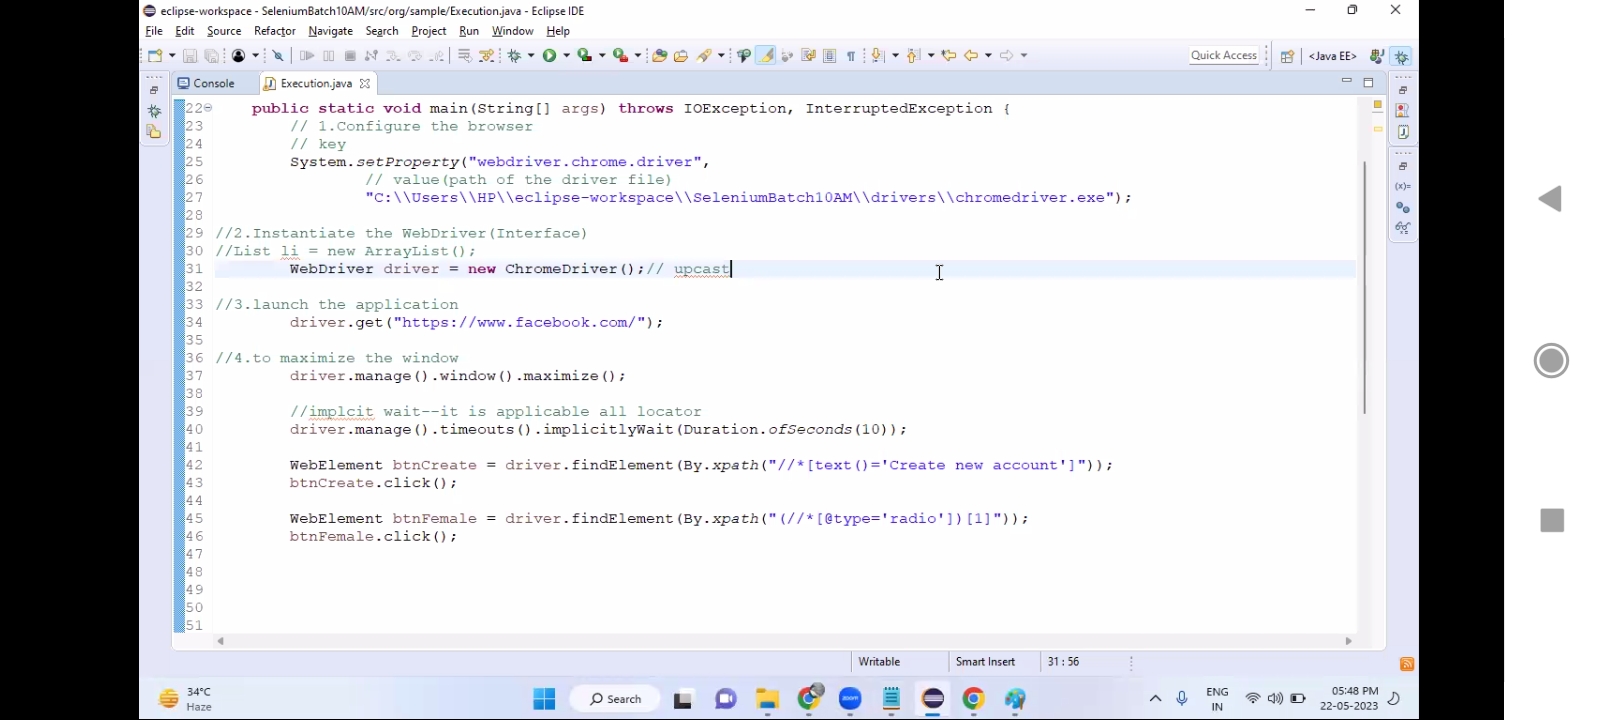 eclipse-workspace - SeleniumBatch10AM/src/org/sample/Execution.java - Eclipse IDE
File Edit Source Refactor Navigate Search Project Run Window Help
Quick Access <Java EE>
Console Execution.java
22 public static void main(String[] args) throws IOException, InterruptedException {
23 // 1.Configure the browser
24 // key
25 System.setProperty("webdriver.chrome.driver",
26 // value(path of the driver file)
27 "C:\\Users\\HP\\eclipse-workspace\\SeleniumBatch10AM\\drivers\\chromedriver.exe");
28
29 //2.Instantiate the WebDriver(Interface)
30 //List li = new ArrayList();
31 WebDriver driver = new ChromeDriver();// upcast
32
33 //3.launch the application
34 driver.get("https://www.facebook.com/");
35
36 //4.to maximize the window
37 driver.manage().window().maximize();
38
39 //implcit wait--it is applicable all locator
40 driver.manage().timeouts().implicitlyWait(Duration.ofSeconds(10));
41
42 WebElement btnCreate = driver.findElement(By.xpath("//*[text()='Create new account']"));
43 btnCreate.click();
44
45 WebElement btnFemale = driver.findElement(By.xpath("(//*[@type='radio'])[1]"));
46 btnFemale.click();
47
48
49
50
51
Writable Smart Insert 31 : 56
34°C
Haze
Search
zoom
ENG
IN
05:48 PM
22-05-2023